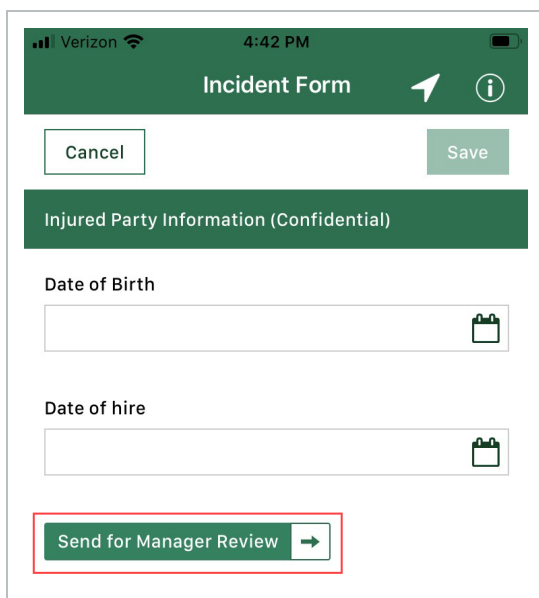 Verizon 4:42 PM
Incident Form
Cancel Save
Injured Party Information (Confidential)
Date of Birth
Date of hire
Send for Manager Review